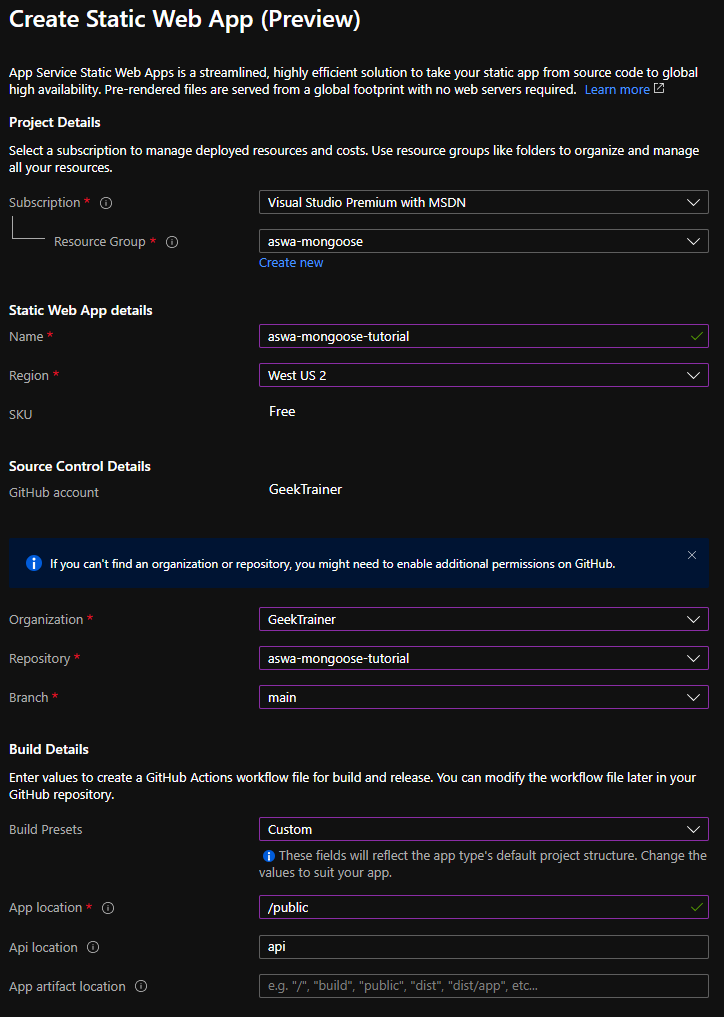 Create Static Web App (Preview)
App Service Static Web Apps is a streamlined, highly efficient solution to take your static app from source code to global
high availability. Pre-rendered files are served from a global footprint with no web servers required. Learn more
Project Details
Select a subscription to manage deployed resources and costs. Use resource groups like folders to organize and manage
all your resources.
Subscription * Visual Studio Premium with MSDN
Resource Group * aswa-mongoose
Create new
Static Web App details
Name * aswa-mongoose-tutorial
Region * West US 2
SKU Free
Source Control Details
GitHub account GeekTrainer
If you can't find an organization or repository, you might need to enable additional permissions on GitHub.
Organization * GeekTrainer
Repository * aswa-mongoose-tutorial
Branch * main
Build Details
Enter values to create a GitHub Actions workflow file for build and release. You can modify the workflow file later in your
GitHub repository.
Build Presets Custom
These fields will reflect the app type's default project structure. Change the
values to suit your app.
App location * /public
Api location api
App artifact location e.g. "/", "build", "public", "dist", "dist/app", etc...